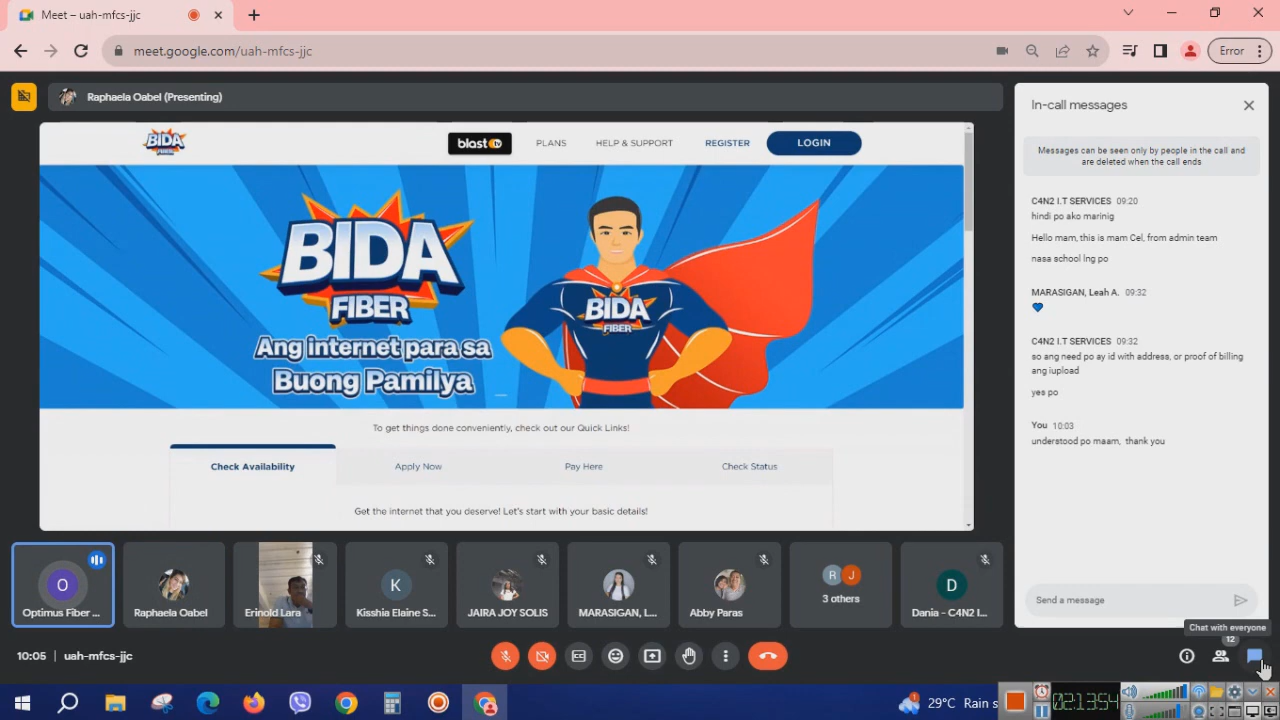 Meet – uah-mfcs-jjc
meet.google.com/uah-mfcs-jjc
Error
Raphaela Oabel (Presenting)
BIDA FIBER
blast TV
PLANS
HELP & SUPPORT
REGISTER
LOGIN
BIDA
FIBER
Ang internet para sa
Buong Pamilya
BIDA
FIBER
To get things done conveniently, check out our Quick Links!
Check Availability
Apply Now
Pay Here
Check Status
Get the internet that you deserve! Let's start with your basic details!
In-call messages
Messages can be seen only by people in the call and
are deleted when the call ends
C4N2 I.T SERVICES 09:20
hindi po ako marinig
Hello mam, this is mam Cel, from admin team
nasa school lng po
MARASIGAN, Leah A. 09:32
C4N2 I.T SERVICES 09:32
so ang need po ay id with address, or proof of billing
ang iupload
yes po
You 10:03
understood po maam, thank you
Send a message
Chat with everyone
O
Optimus Fiber ...
Raphaela Oabel
Erinold Lara
K
Kisshia Elaine S...
JAIRA JOY SOLIS
MARASIGAN, L...
Abby Paras
R J
3 others
D
Dania - C4N2 I...
10:05 | uah-mfcs-jjc
12
29°C Rain s
02:13:54